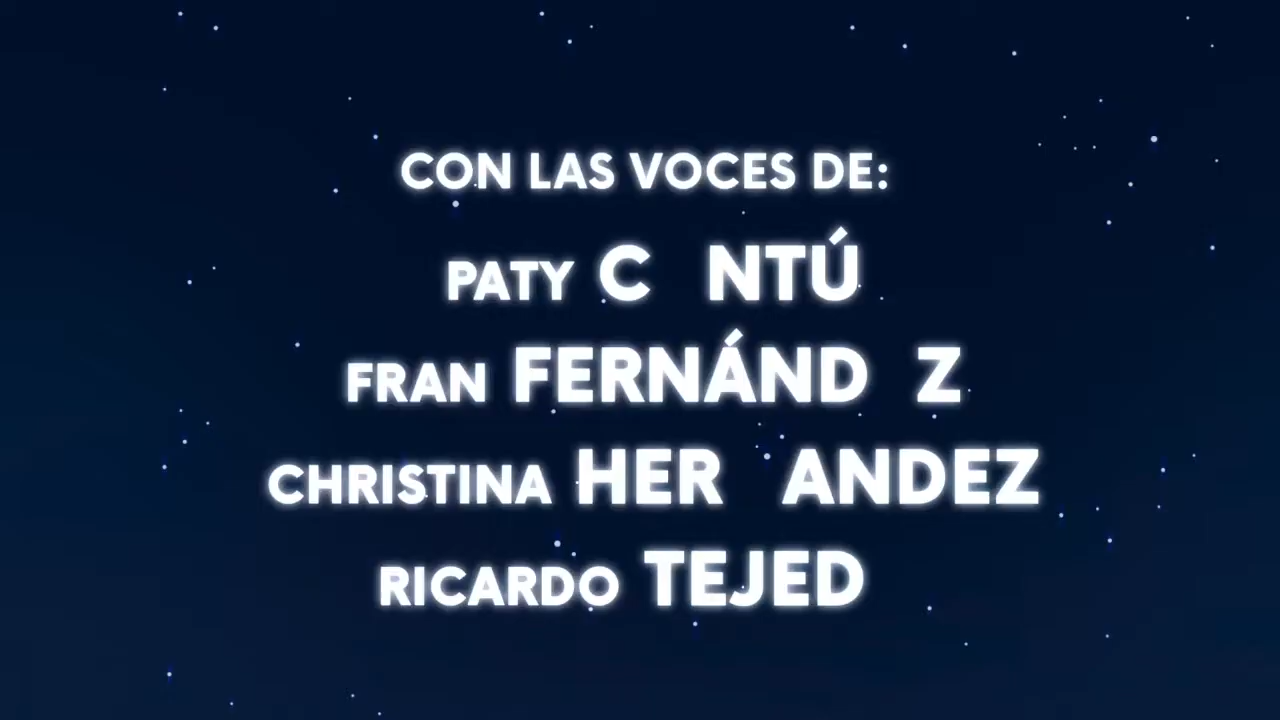 CON LAS VOCES DE:
PATY C NTÚ
FRAN FERNÁND Z
CHRISTINA HER ANDEZ
RICARDO TEJED